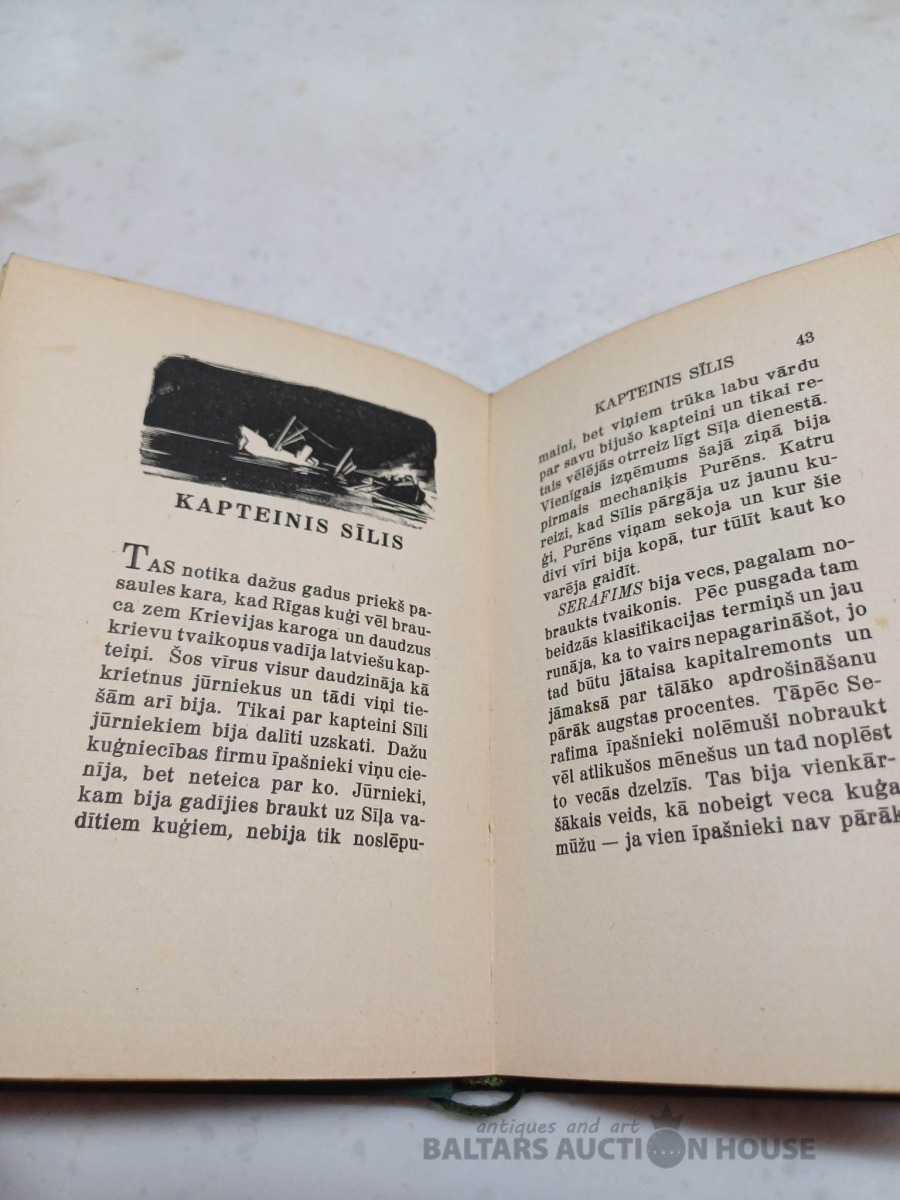 KAPTEINIS SĪLIS
TAS notika dažus gadus priekš pa-
saules kara, kad Rīgas kuģi vēl brau-
ca zem Krievijas karoga un daudzus
krievu tvaikoņus vadīja latviešu kap-
teiņi. Šos vīrus visur daudzināja kā
krietnus jūrniekus un tādi viņi tie-
šām arī bija. Tikai par kapteini Sīli
jūrniekiem bija dalīti uzskati. Dažu
kuģniecības firmu īpašnieki viņu cie-
nīja, bet neteica par ko. Jūrnieki,
kam bija gadījies braukt uz Sīļa va-
dītiem kuģiem, nebija tik noslēpu-
KAPTEINIS SĪLIS 43
maini, bet viņiem trūka labu vārdu
par savu bijušo kapteini un tikai re-
tais vēlējās otrreiz līgt Sīļa dienestā.
Vienīgais izņēmums šajā ziņā bija
pirmais mechaniķis Purēns. Katru
reizi, kad Sīlis pārgāja uz jaunu ku-
ģi, Purēns viņam sekoja un kur šie
divi vīri bija kopā, tur tūlīt kaut ko
varēja gaidīt.
SERAFIMS bija vecs, pagalam no-
braukts tvaikonis. Pēc pusgada tam
beidzās klasifikacijas termiņš un jau
runāja, ka to vairs nepagarināšot, jo
tad būtu jātaisa kapitalremonts un
jāmaksā par tālāko apdrošināšanu
pārāk augstas procentes. Tāpēc Se-
rafima īpašnieki nolēmuši nobraukt
vēl atlikušos mēnešus un tad noplēst
to vecās dzelzīs. Tas bija vienkār-
šākais veids, kā nobeigt veca kuģa
mūžu — ja vien īpašnieki nav pārāk
antiques and art
BALTARS AUCTION HOUSE